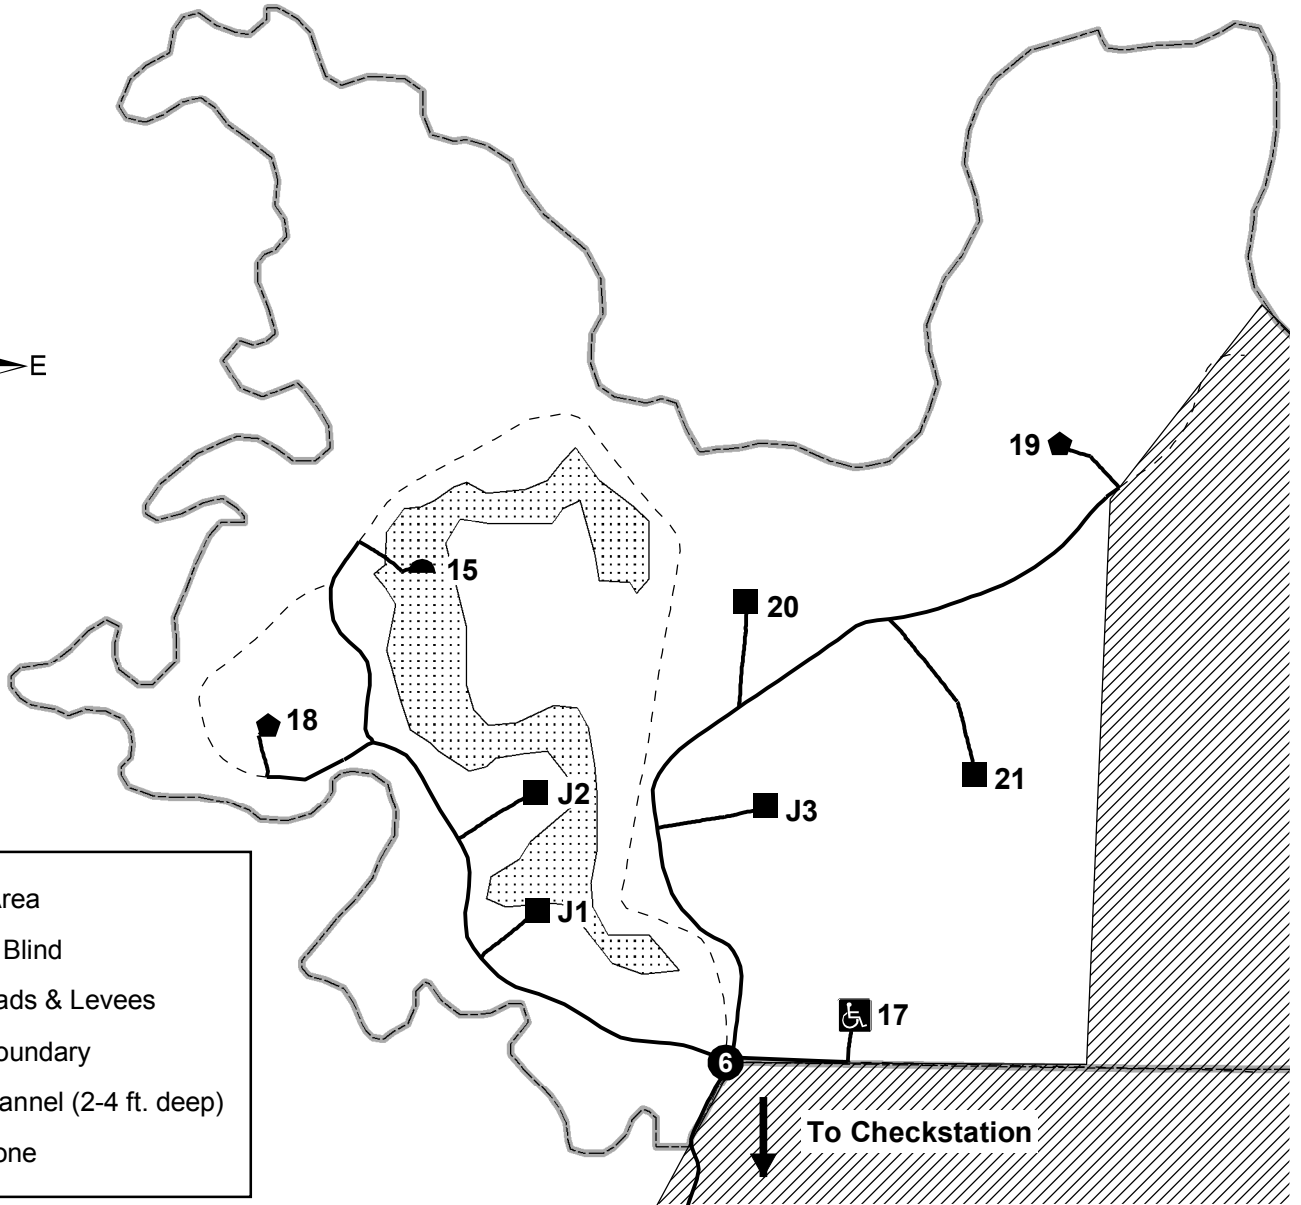 E
19
15
20
18
21
J2
J3
J1
17
6
To Checkstation
rea
Blind
ads & Levees
oundary
annel (2-4 ft. deep)
one